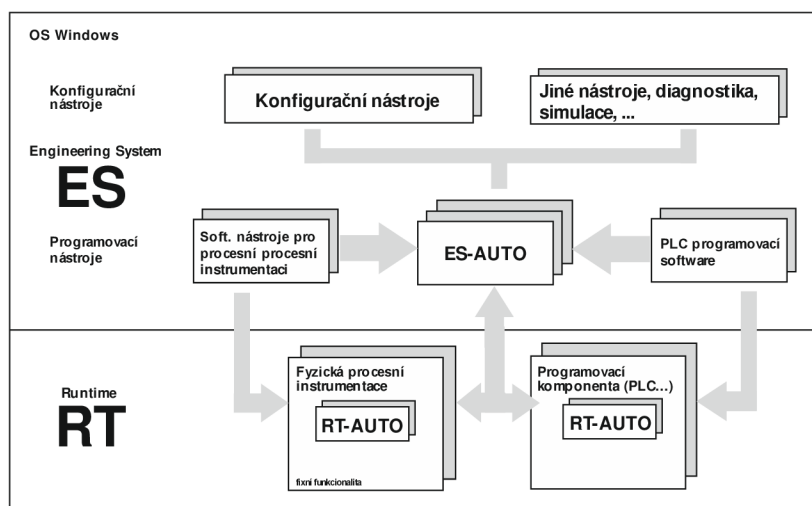 OS Windows
Konfigurační
nástroje
Konfigurační nástroje
Jiné nástroje, diagnostika,
simulace, ...
Engineering System
ES
Programovací
nástroje
Soft. nástroje pro
procesní procesní
instrumentaci
ES-AUTO
PLC programovací
software
Runtime
RT
Fyzická procesní
instrumentace
RT-AUTO
fixni funkcionalita
Programovací
komponenta (PLC...)
RT-AUTO